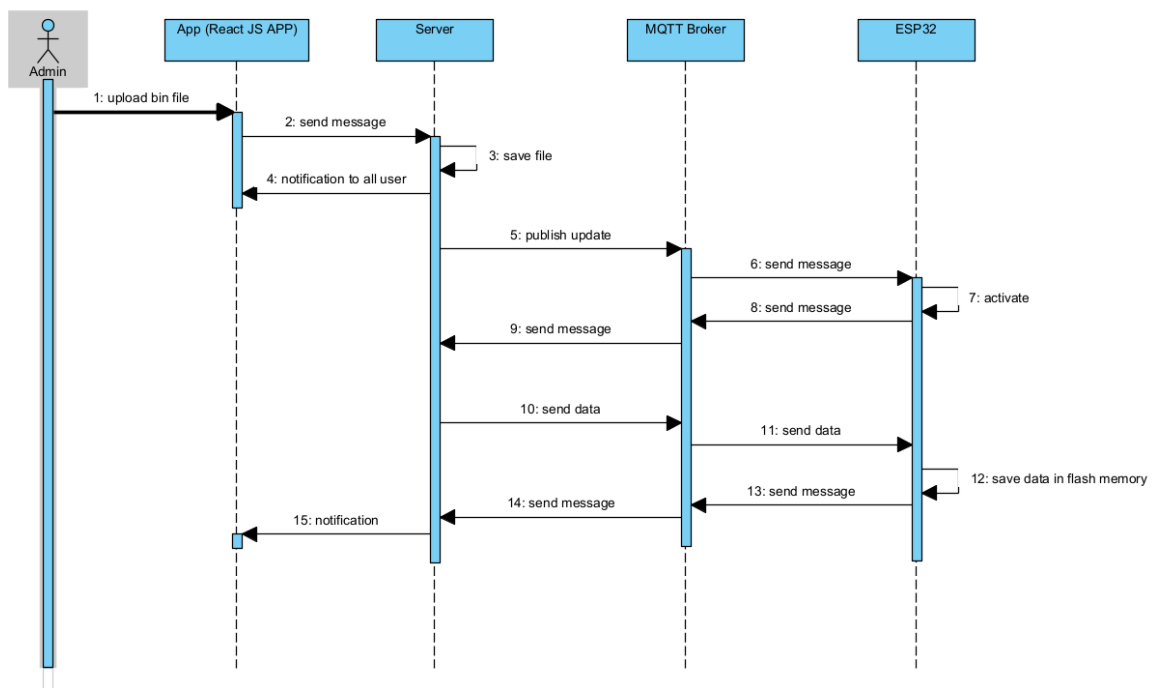 App (React JS APP)
Server
MQTT Broker
ESP32
Admin
1: upload bin file
2: send message
3: save file
4: notification to all user
5: publish update
6: send message
7: activate
8: send message
9: send message
10: send data
11: send data
12: save data in flash memory
13: send message
14: send message
15: notification